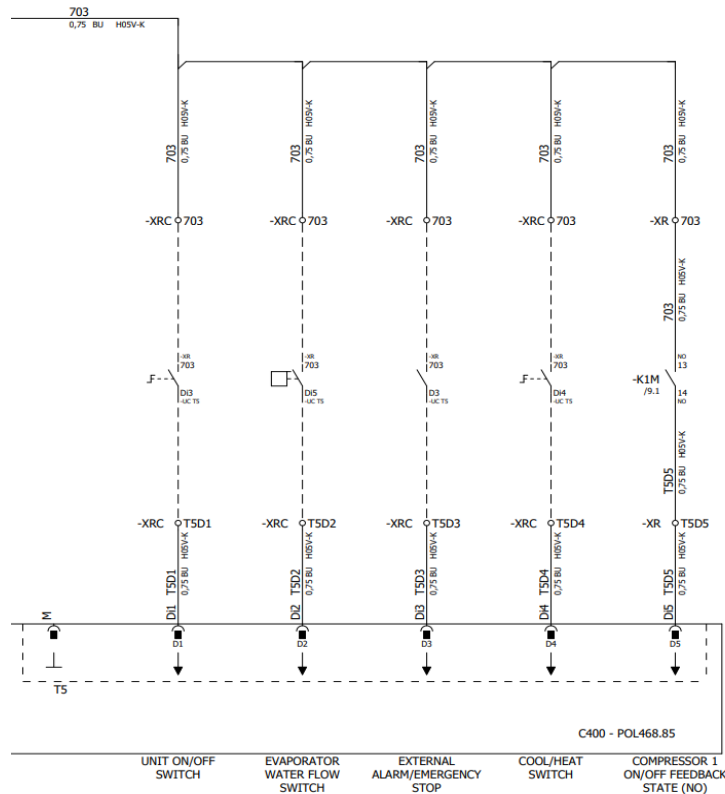 703
0,75 BU H05V-K
703
0,75 BU H05V-K
703
0,75 BU H05V-K
703
0,75 BU H05V-K
703
0,75 BU H05V-K
703
0,75 BU H05V-K
-XRC 703
-XRC 703
-XRC 703
-XRC 703
-XR 703
703
0,75 BU H05V-K
-XR
703
Di3
-UC T5
-XR
703
Di5
-UC T5
-XR
703
D3
-UC T5
-XR
703
Di4
-UC T5
NO
13
-K1M
/9.1
14
NO
T5D5
0,75 BU H05V-K
-XRC T5D1
-XRC T5D2
-XRC T5D3
-XRC T5D4
-XR T5D5
T5D1
0,75 BU H05V-K
T5D2
0,75 BU H05V-K
T5D3
0,75 BU H05V-K
T5D4
0,75 BU H05V-K
T5D5
0,75 BU H05V-K
M
Di1
Di2
Di3
Di4
Di5
D1
D2
D3
D4
D5
T5
C400 - POL468.85
UNIT ON/OFF
SWITCH
EVAPORATOR
WATER FLOW
SWITCH
EXTERNAL
ALARM/EMERGENCY
STOP
COOL/HEAT
SWITCH
COMPRESSOR 1
ON/OFF FEEDBACK
STATE (NO)